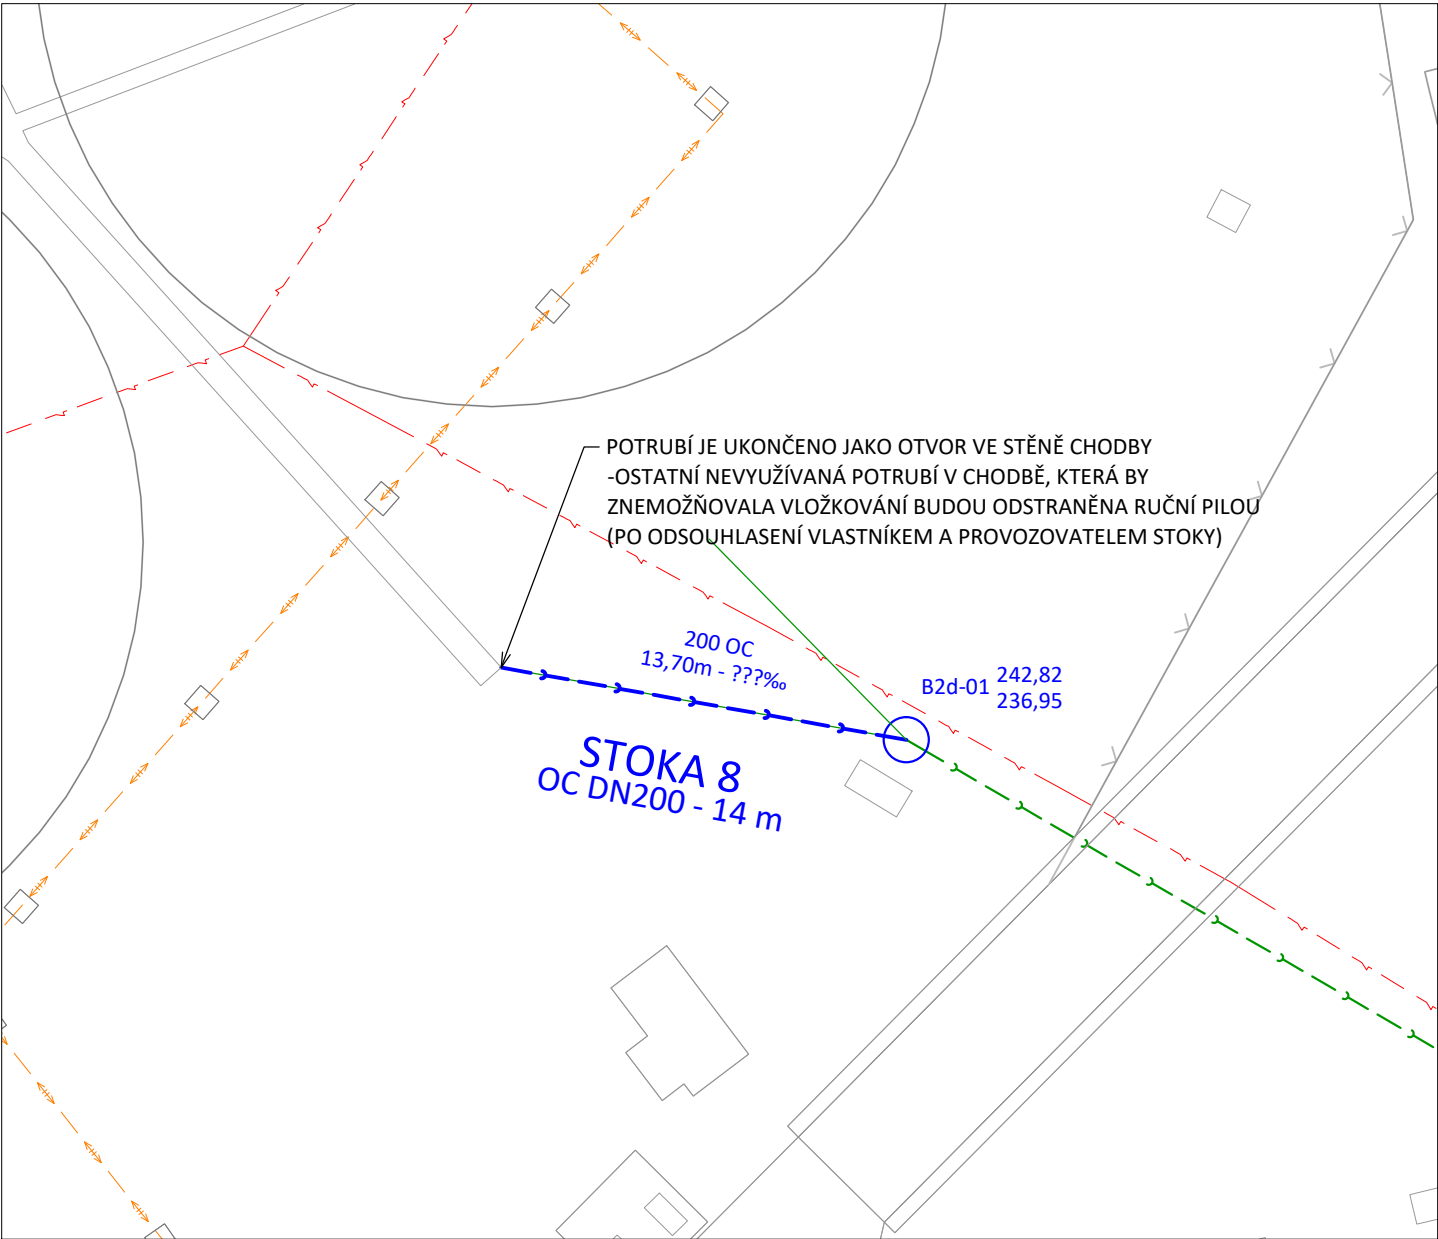 POTRUBÍ JE UKONČENO JAKO OTVOR VE STĚNĚ CHODBY
-OSTATNÍ NEVYUŽÍVANÁ POTRUBÍ V CHODBĚ, KTERÁ BY
ZNEMOŽŇOVALA VLOŽKOVÁNÍ BUDOU ODSTRANĚNA RUČNÍ PILOU
(PO ODSOUHLASENÍ VLASTNÍKEM A PROVOZOVATELEM STOKY)
200 OC
13,70m - ???‰
B2d-01
242,82
236,95
STOKA 8
OC DN200 - 14 m